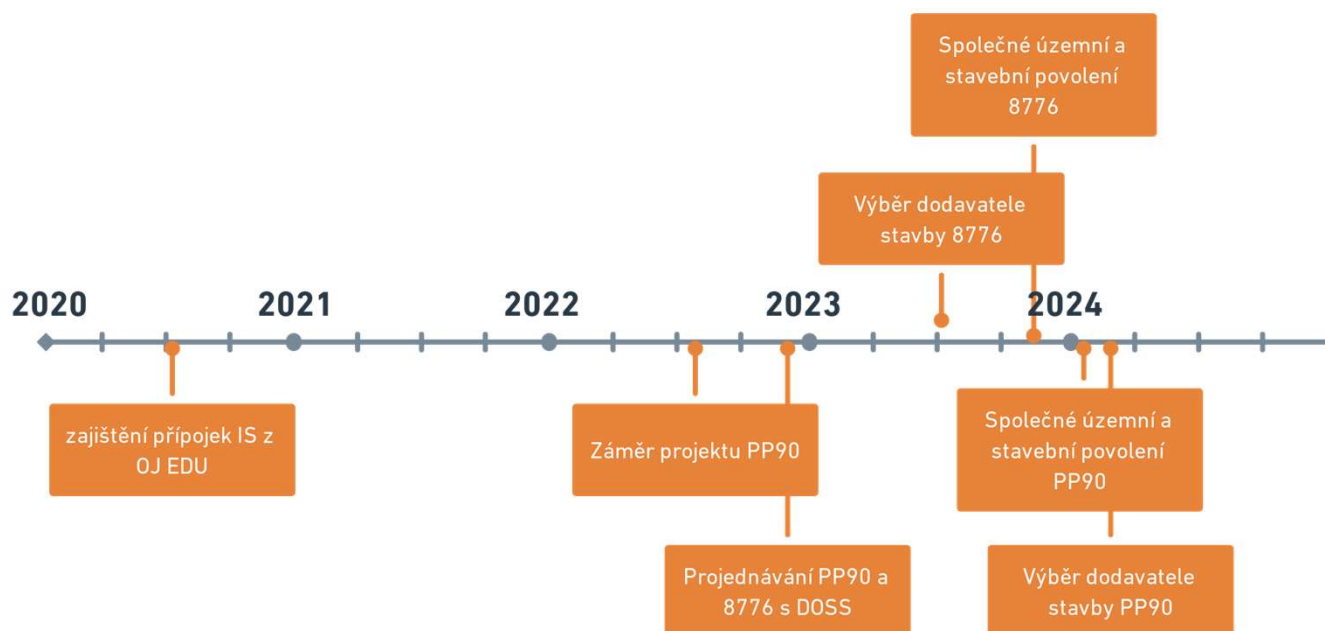 Společné územní a
stavební povolení
8776
Výběr dodavatele
stavby 8776
2020
2021
2022
2023
2024
zajištění přípojek IS z
OJ EDU
Záměr projektu PP90
Společné územní a
stavební povolení
PP90
Projednávání PP90 a
8776 s DOSS
Výběr dodavatele
stavby PP90